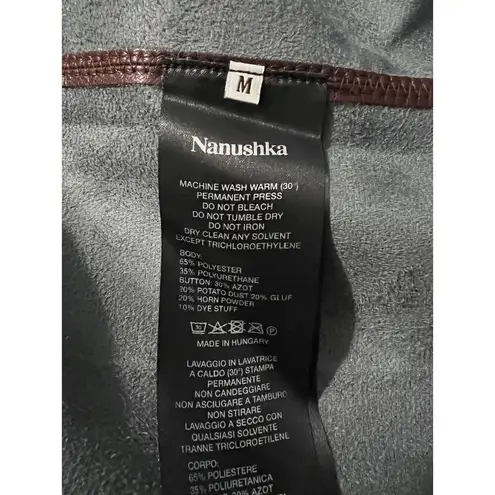 M
Nanushka
MACHINE WASH WARM (30°)
PERMANENT PRESS
DO NOT BLEACH
DO NOT TUMBLE DRY
DO NOT IRON
DRY CLEAN ANY SOLVENT
EXCEPT TRICHLOROETHYLENE
BODY:
65% POLYESTER
35% POLYURETHANE
BUTTON: 30% AZOT
20% POTATO DUST 20% GLUE
20% HORN POWDER
10% DYE STUFF
MADE IN HUNGARY
LAVAGGIO IN LAVATRICE
A CALDO (30°) STAMPA
PERMANENTE
NON CANDEGGIARE
NON ASCIUGARE A TAMBURO
NON STIRARE
LAVAGGIO A SECCO CON
QUALSIASI SOLVENTE
TRANNE TRICLOROETILENE
CORPO:
65% POLIESTERE
35% POLIURETANICA
30% AZOT